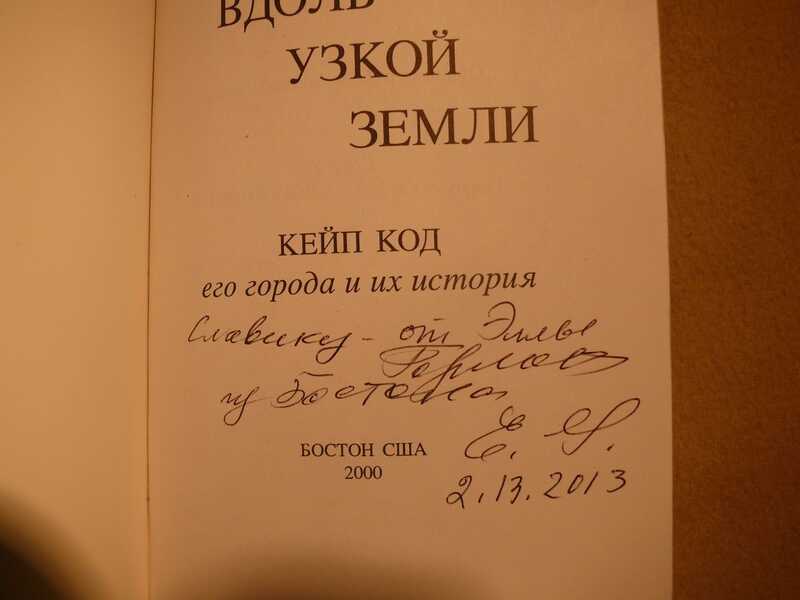 ВДОЛЬ
УЗКОЙ
ЗЕМЛИ
КЕЙП КОД
его города и их история
Славику - от Эллы
из Бостона
БОСТОН США
2000
2.13.2013